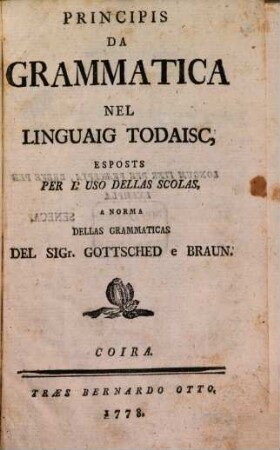 PRINCIPIS
DA
GRAMMATICA
NEL
LINGUAIG TODAISC,
ESPOSTS
PER L' USO DELLAS SCOLAS,
A NORMA
DELLAS GRAMMATICAS
DEL SIGr. GOTTSCHED e BRAUN.
COIRA.
TRÆS BERNARDO OTTO,
1778.